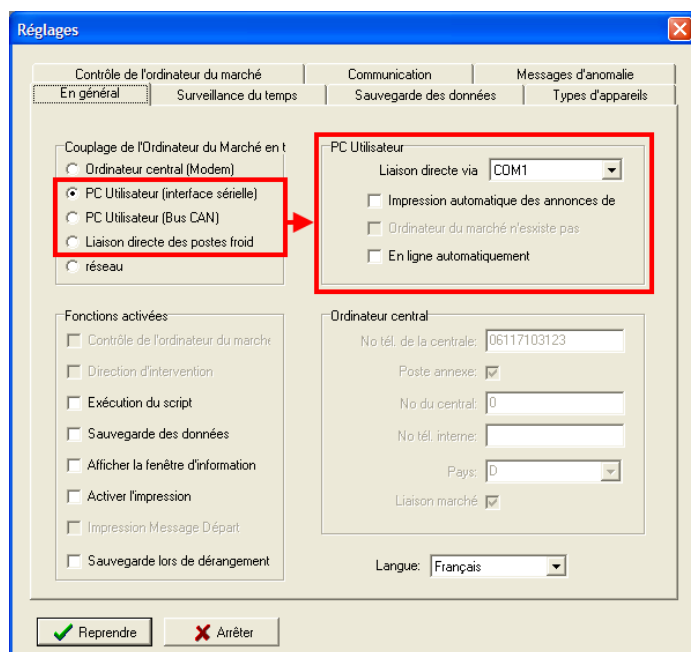 Réglages
Contrôle de l'ordinateur du marché
Communication
Messages d'anomalie
En général
Surveillance du temps
Sauvegarde des données
Types d'appareils
Couplage de l'Ordinateur du Marché en t
Ordinateur central (Modem)
PC Utilisateur (interface sérielle)
PC Utilisateur (Bus CAN)
Liaison directe des postes froid
réseau
PC Utilisateur
Liaison directe via COM1
Impression automatique des annonces de
Ordinateur du marché n'esxiste pas
En ligne automatiquement
Fonctions activées
Contrôle de l'ordinateur du marche
Direction d'intervention
Exécution du script
Sauvegarde des données
Afficher la fenêtre d'information
Activer l'impression
Impression Message Départ
Sauvegarde lors de dérangement
Ordinateur central
No tél. de la centrale: 06117103123
Poste annexe:
No du central: 0
No tél. interne:
Pays: D
Liaison marché
Langue: Français
Reprendre
Arrêter